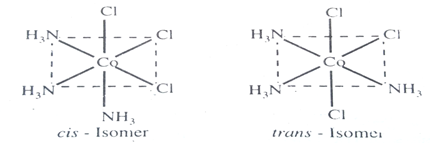 Cl Cl
H₃N Cl H₃N Cl
Co Co
H₃N Cl H₃N NH₃
NH₃ Cl
cis - Isomer trans - Isomer